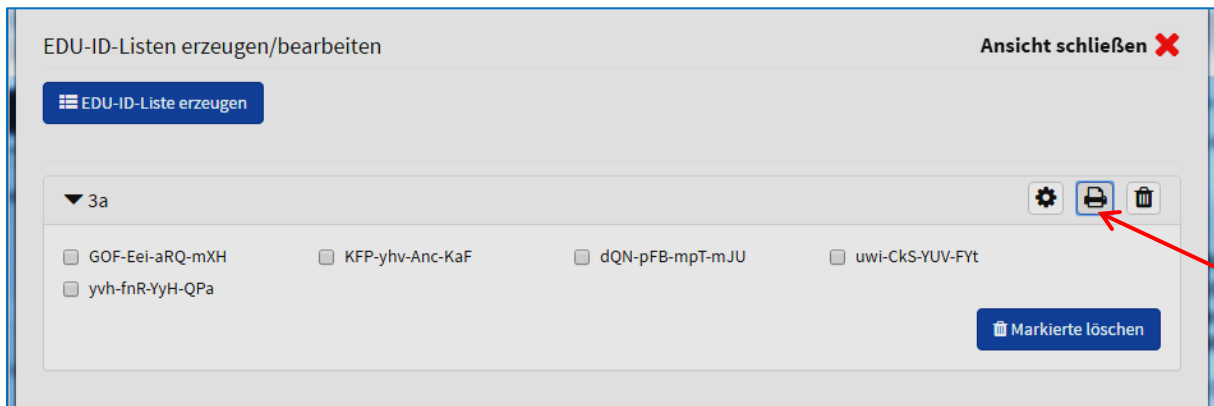 EDU-ID-Listen erzeugen/bearbeiten Ansicht schließen
EDU-ID-Liste erzeugen
3a
GOF-Eei-aRQ-mXH KFP-yhv-Anc-KaF dQN-pFB-mpT-mJU uwi-CkS-YUV-FYt
yvh-fnR-YyH-QPa
Markierte löschen